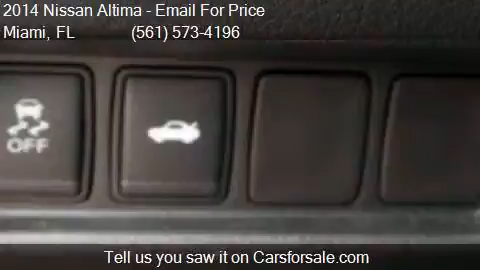 2014 Nissan Altima - Email For Price
Miami, FL (561) 573-4196
OFF
Tell us you saw it on Carsforsale.com